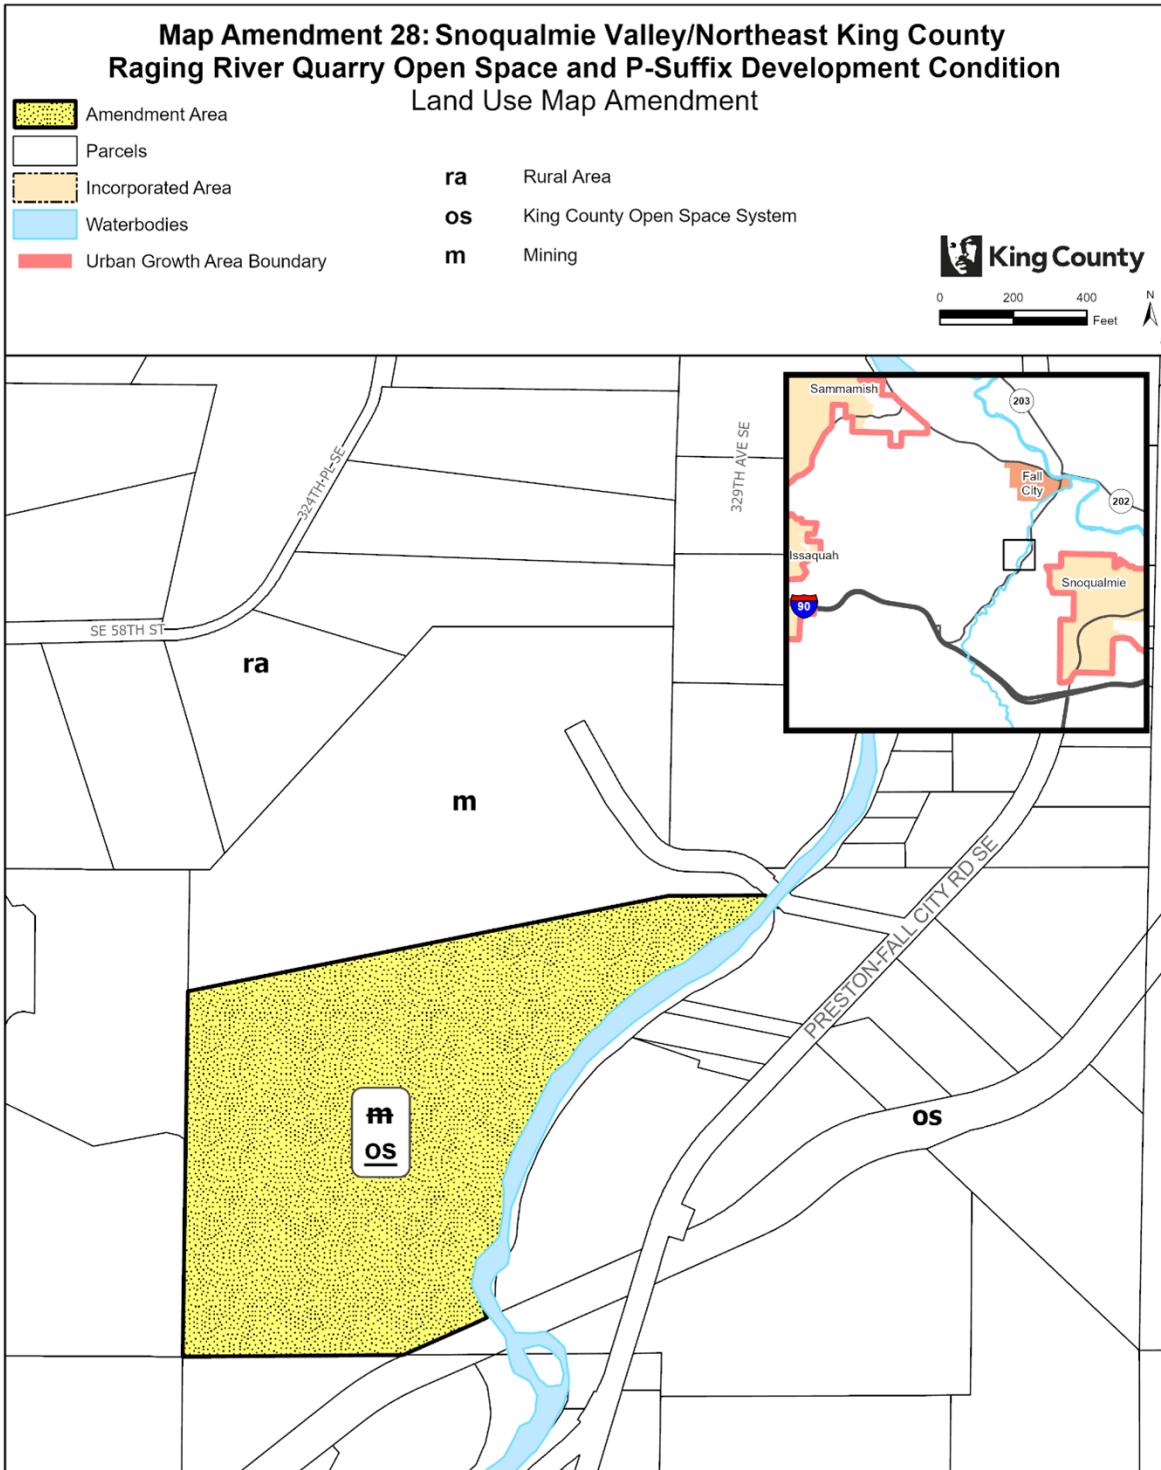 Map Amendment 28: Snoqualmie Valley/Northeast King County
Raging River Quarry Open Space and P-Suffix Development Condition
Land Use Map Amendment
Amendment Area
Parcels
Incorporated Area
Waterbodies
Urban Growth Area Boundary
ra Rural Area
os King County Open Space System
m Mining
King County
0 200 400
Feet
N
Sammamish
203
Fall
City
202
Issaquah
Snoqualmie
90
324TH PL SE
329TH AVE SE
SE 58TH ST
ra
m
PRESTON-FALL CITY RD SE
m
os
os